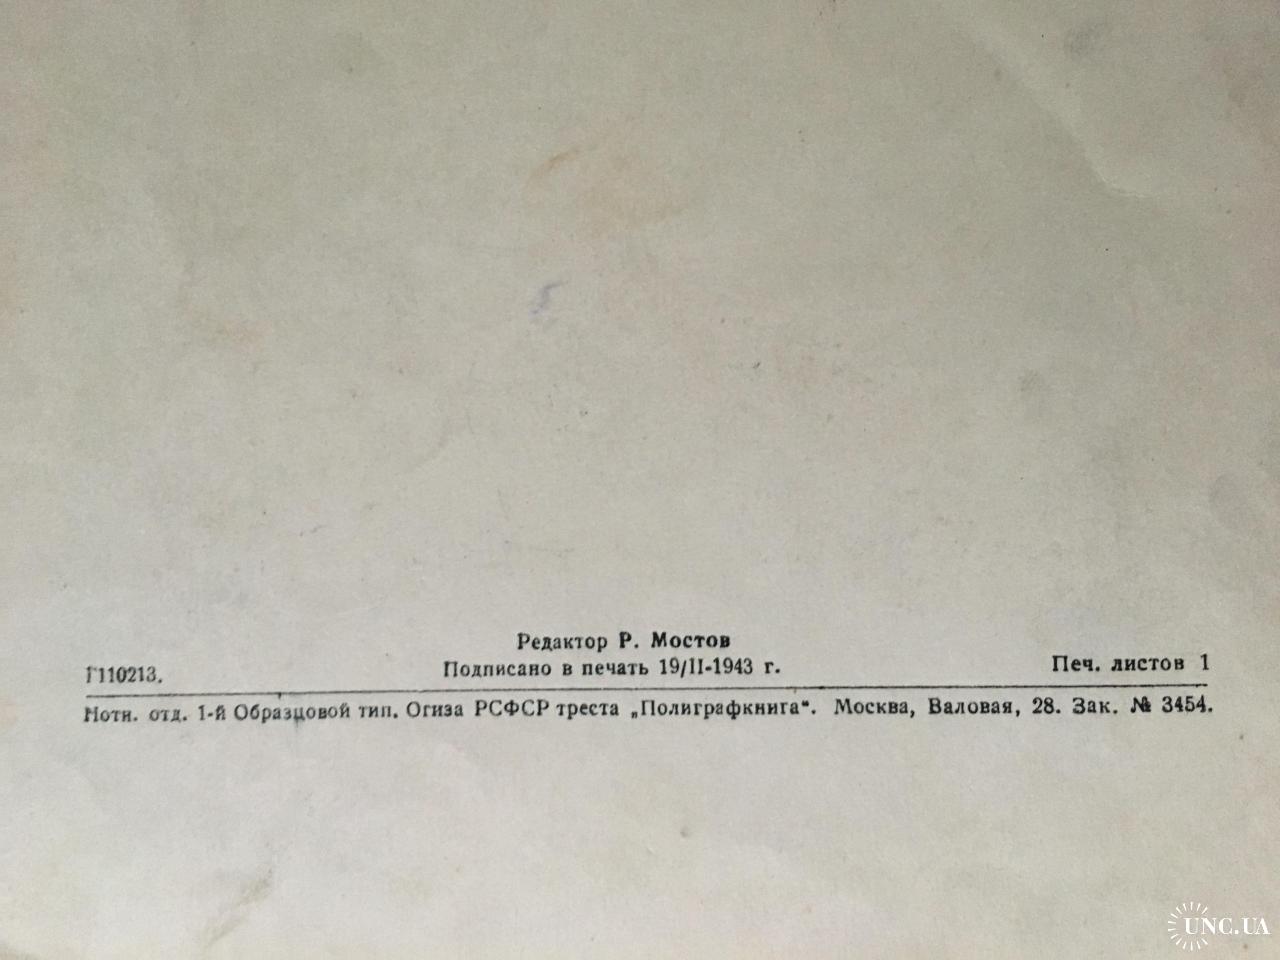 Редактор Р. Мостов
Г110213. Подписано в печать 19/II-1943 г. Печ. листов 1
Нотн. отд. 1-й Образцовой тип. Огиза РСФСР треста „Полиграфкнига“. Москва, Валовая, 28. Зак. № 3454.
UNC.UA